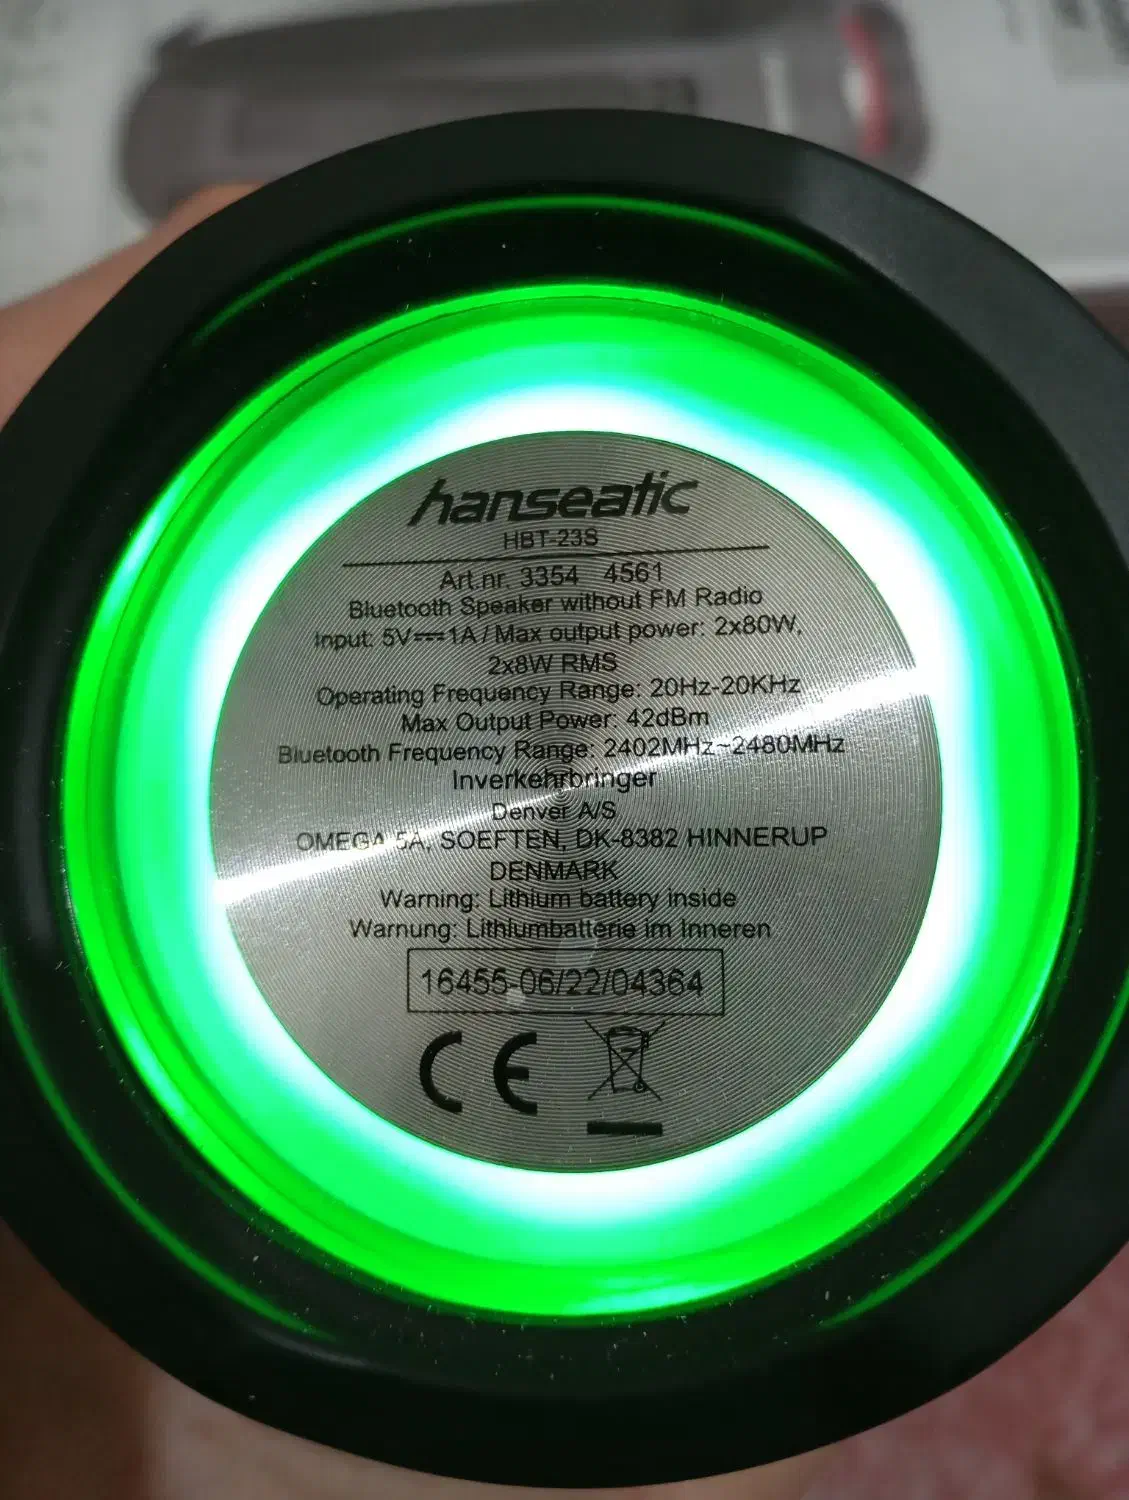 hanseatic
HBT-23S
Art.nr. 3354 4561
Bluetooth Speaker without FM Radio
Input: 5V⎓1A / Max output power: 2x80W,
2x8W RMS
Operating Frequency Range: 20Hz-20KHz
Max Output Power: 42dBm
Bluetooth Frequency Range: 2402MHz~2480MHz
Inverkehrbringer
Denver A/S
OMEGA 5A, SOEFTEN, DK-8382 HINNERUP
DENMARK
Warning: Lithium battery inside
Warnung: Lithiumbatterie im Inneren
16455-06/22/04364
CE